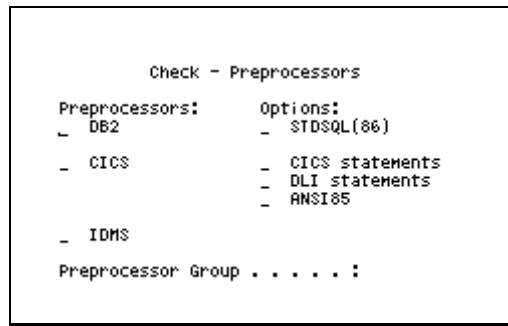 Check - Preprocessors
Preprocessors: Options:
_ DB2 _ STDSQL(86)
_ CICS _ CICS statements
_ DLI statements
_ ANSI85
_ IDMS
Preprocessor Group . . . . . :